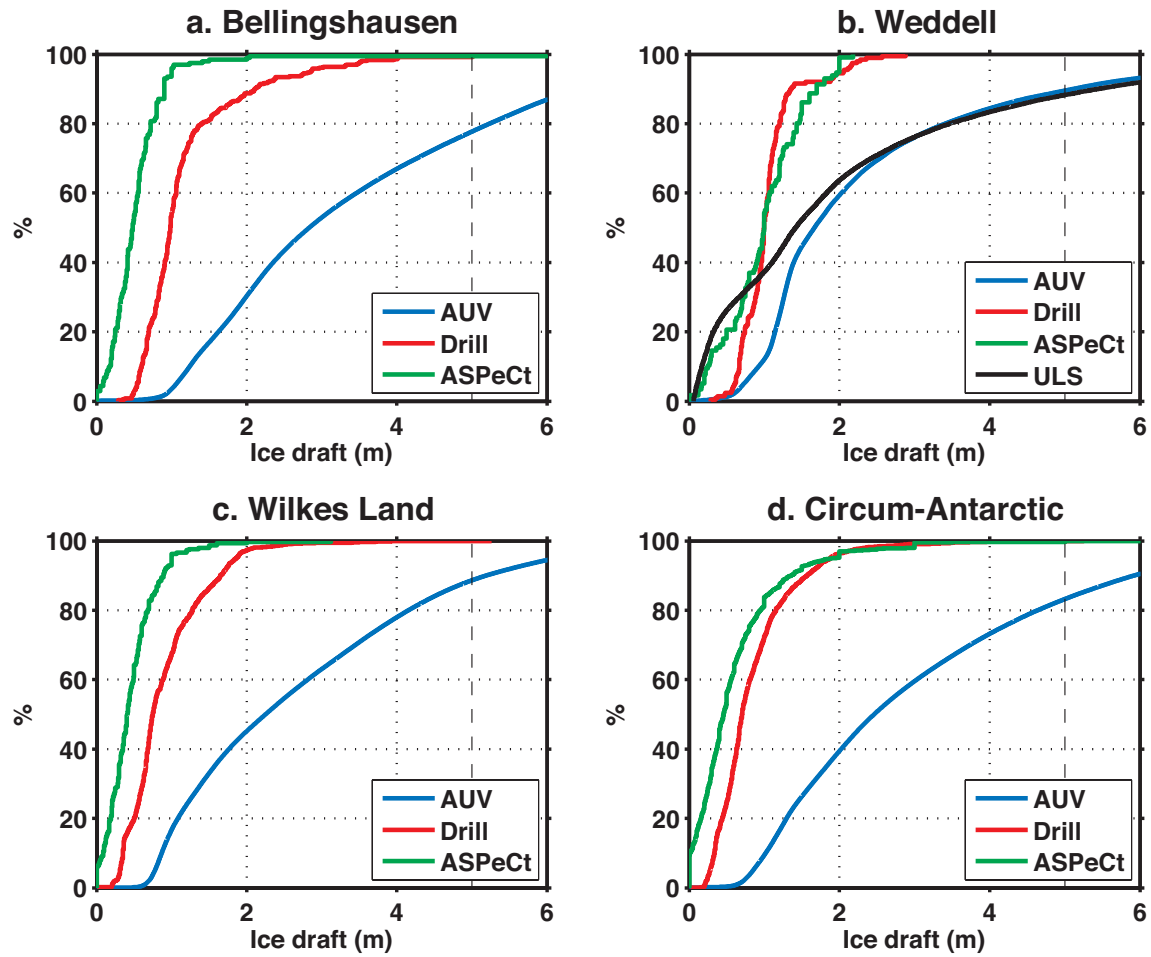 a. Bellingshausen
100
80
60
40
20
0
%
0 2 4 6
Ice draft (m)
AUV
Drill
ASPeCt
b. Weddell
100
80
60
40
20
0
%
0 2 4 6
Ice draft (m)
AUV
Drill
ASPeCt
ULS
c. Wilkes Land
100
80
60
40
20
0
%
0 2 4 6
Ice draft (m)
AUV
Drill
ASPeCt
d. Circum-Antarctic
100
80
60
40
20
0
%
0 2 4 6
Ice draft (m)
AUV
Drill
ASPeCt